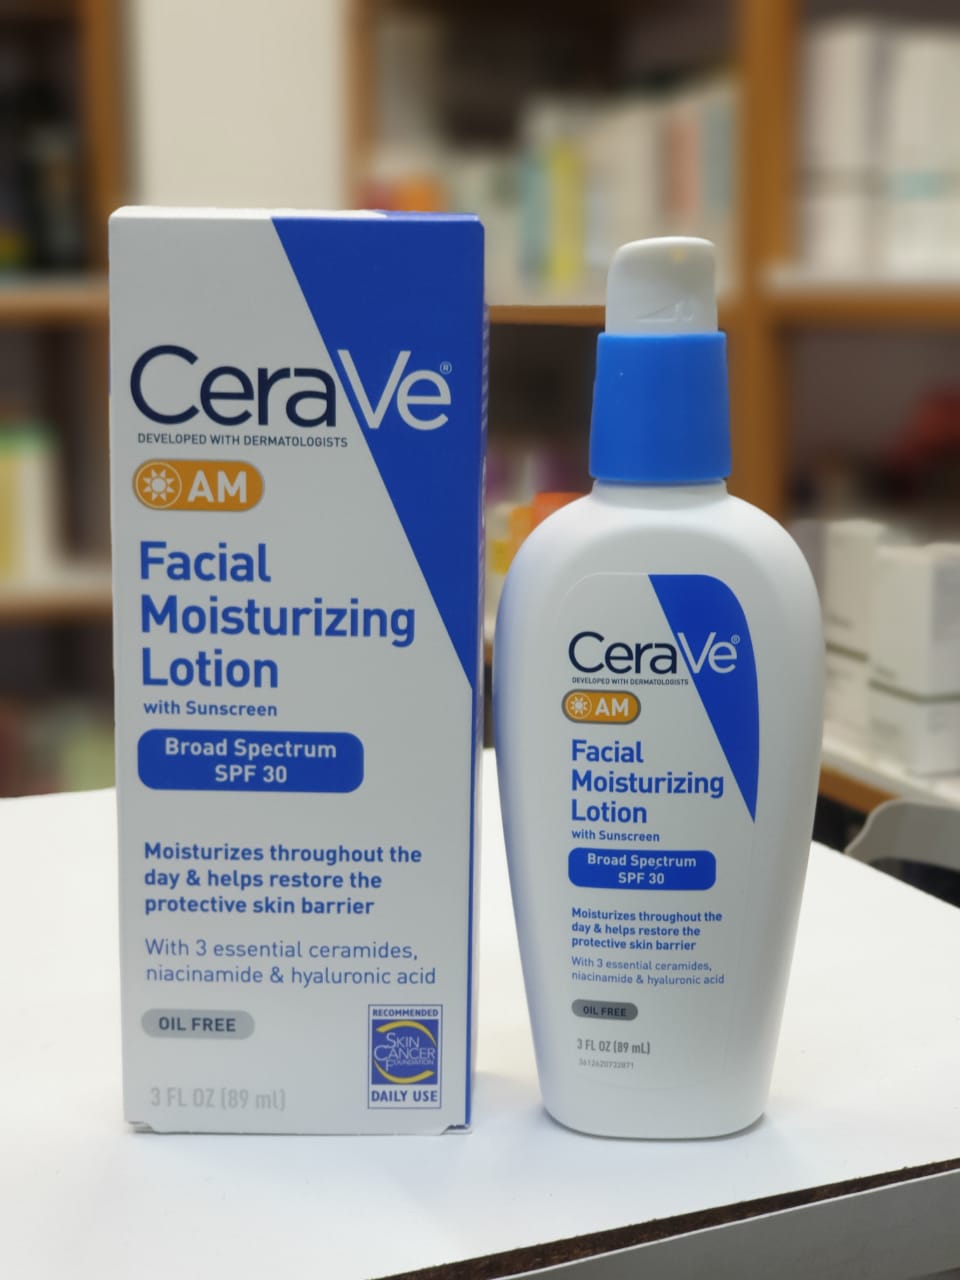 CeraVe®
DEVELOPED WITH DERMATOLOGISTS
AM
Facial
Moisturizing
Lotion
with Sunscreen
Broad Spectrum
SPF 30
Moisturizes throughout the
day & helps restore the
protective skin barrier
With 3 essential ceramides,
niacinamide & hyaluronic acid
OIL FREE
3 FL OZ (89 ml)
RECOMMENDED
SKIN
CANCER
FOUNDATION
DAILY USE
CeraVe®
DEVELOPED WITH DERMATOLOGISTS
AM
Facial
Moisturizing
Lotion
with Sunscreen
Broad Spectrum
SPF 30
Moisturizes throughout the
day & helps restore the
protective skin barrier
With 3 essential ceramides,
niacinamide & hyaluronic acid
OIL FREE
3 FL OZ (89 mL)